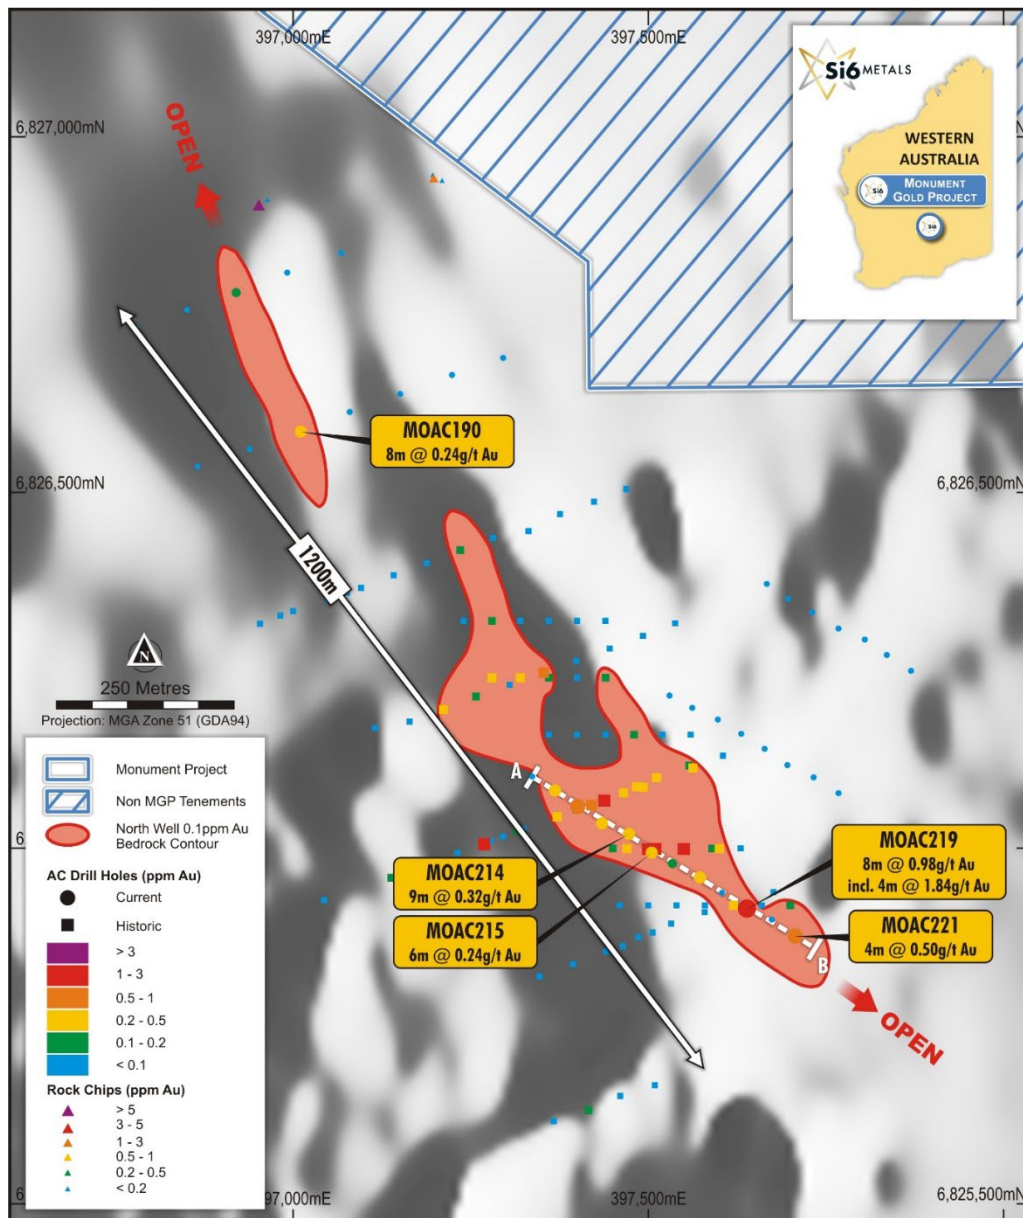 397,000mE
397,500mE
Si6 METALS
6,827,000mN
OPEN
WESTERN
AUSTRALIA
Si6
MONUMENT
GOLD PROJECT
Si6
MOAC190
8m @ 0.24g/t Au
6,826,500mN
6,826,500mN
1200m
N
250 Metres
Projection: MGA Zone 51 (GDA94)
Monument Project
Non MGP Tenements
North Well 0.1ppm Au
Bedrock Contour
AC Drill Holes (ppm Au)
Current
Historic
> 3
1 - 3
0.5 - 1
0.2 - 0.5
0.1 - 0.2
< 0.1
Rock Chips (ppm Au)
> 5
3 - 5
1 - 3
0.5 - 1
0.2 - 0.5
< 0.2
A
6
MOAC214
9m @ 0.32g/t Au
MOAC215
6m @ 0.24g/t Au
MOAC219
8m @ 0.98g/t Au
incl. 4m @ 1.84g/t Au
MOAC221
4m @ 0.50g/t Au
B
OPEN
397,000mE
397,500mE
6,825,500mN